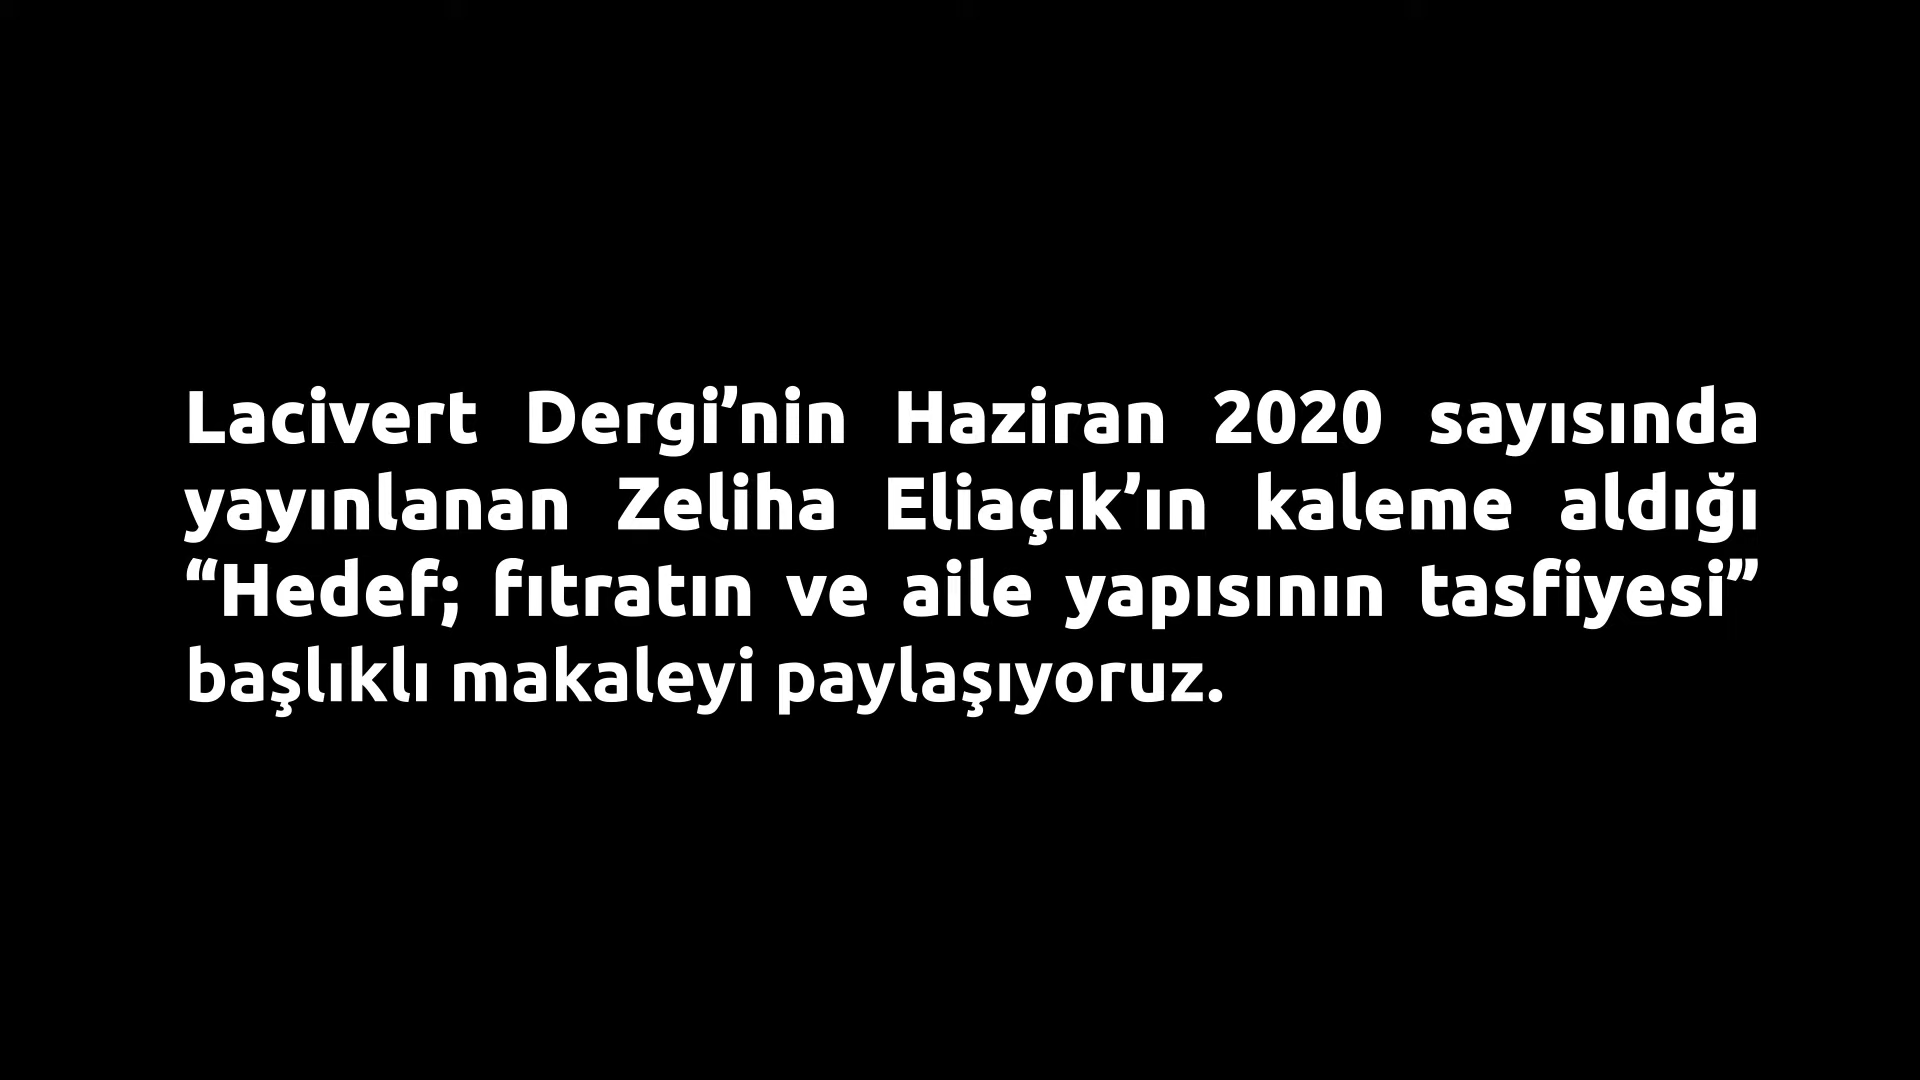 Lacivert Dergi’nin Haziran 2020 sayısında
yayınlanan Zeliha Eliaçık’ın kaleme aldığı
“Hedef; fıtratın ve aile yapısının tasfiyesi”
başlıklı makaleyi paylaşıyoruz.